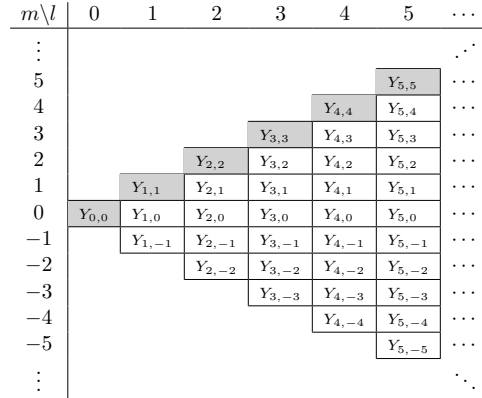 m\l 0 1 2 3 4 5 ⋯
⋮ ⋰
5 Y5,5 ⋯
4 Y4,4 Y5,4 ⋯
3 Y3,3 Y4,3 Y5,3 ⋯
2 Y2,2 Y3,2 Y4,2 Y5,2 ⋯
1 Y1,1 Y2,1 Y3,1 Y4,1 Y5,1 ⋯
0 Y0,0 Y1,0 Y2,0 Y3,0 Y4,0 Y5,0 ⋯
−1 Y1,−1 Y2,−1 Y3,−1 Y4,−1 Y5,−1 ⋯
−2 Y2,−2 Y3,−2 Y4,−2 Y5,−2 ⋯
−3 Y3,−3 Y4,−3 Y5,−3 ⋯
−4 Y4,−4 Y5,−4 ⋯
−5 Y5,−5 ⋯
⋮ ⋱